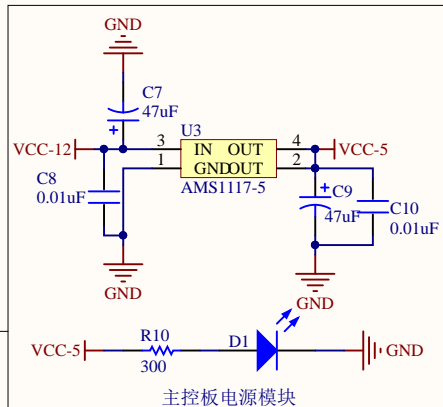 GND
C7
47uF
+
U3
VCC-12
3
IN OUT
4
VCC-5
1
GNDOUT
2
AMS1117-5
C8
0.01uF
+
C9
47uF
C10
0.01uF
GND
GND
VCC-5
R10
300
D1
GND
主控板电源模块